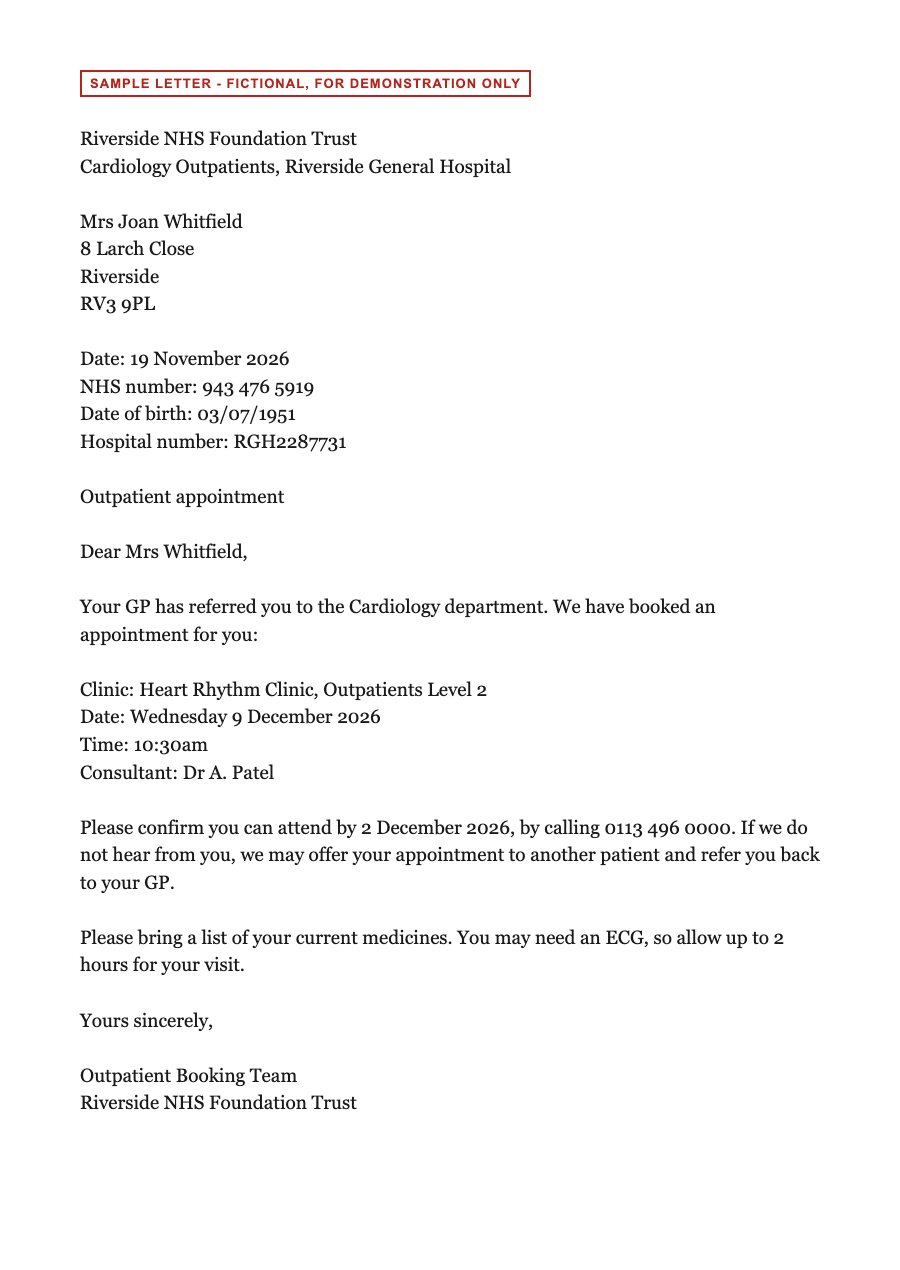 SAMPLE LETTER - FICTIONAL, FOR DEMONSTRATION ONLY
Riverside NHS Foundation Trust
Cardiology Outpatients, Riverside General Hospital
Mrs Joan Whitfield
8 Larch Close
Riverside
RV3 9PL
Date: 19 November 2026
NHS number: 943 476 5919
Date of birth: 03/07/1951
Hospital number: RGH2287731
Outpatient appointment
Dear Mrs Whitfield,
Your GP has referred you to the Cardiology department. We have booked an
appointment for you:
Clinic: Heart Rhythm Clinic, Outpatients Level 2
Date: Wednesday 9 December 2026
Time: 10:30am
Consultant: Dr A. Patel
Please confirm you can attend by 2 December 2026, by calling 0113 496 0000. If we do
not hear from you, we may offer your appointment to another patient and refer you back
to your GP.
Please bring a list of your current medicines. You may need an ECG, so allow up to 2
hours for your visit.
Yours sincerely,
Outpatient Booking Team
Riverside NHS Foundation Trust